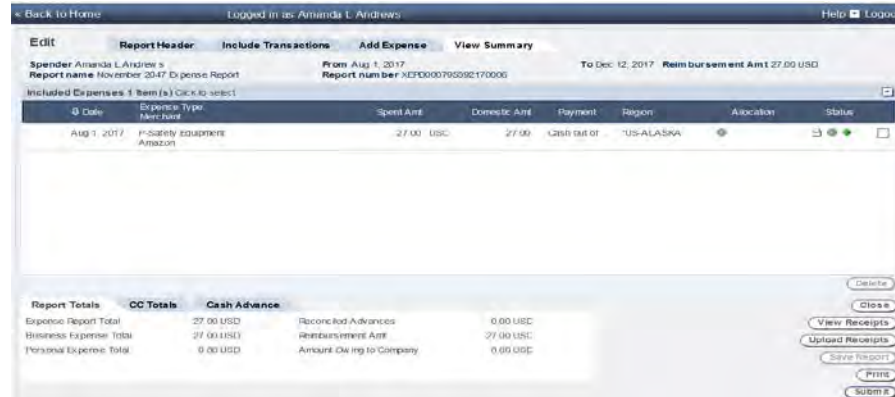 « Back to Home Logged in as Amanda L Andrews Help Logou
Edit Report Header Include Transactions Add Expense View Summary
Spender Amanda L Andrews From Aug 1, 2017 To Dec 12, 2017 Reimbursement Amt 27.00 USD
Report name November 2047 Expense Report Report number XEPD000795092170006
Included Expenses 1 Item(s) Click to select
Date Expense Type Merchant Spent Amt Domestic Amt Payment Region Allocation Status
Aug 1, 2017 P-Safety Equipment 27.00 USD 27.00 Cash out of *US-ALASKA
Amazon
Delete
Report Totals CC Totals Cash Advance Close
Expense Report Total 27.00 USD Reconciled Advances 0.00 USD View Receipts
Business Expense Total 27.00 USD Reimbursement Amt 27.00 USD Upload Receipts
Personal Expense Total 0.00 USD Amount Owing to Company 0.00 USD Save Report
Print
Submit